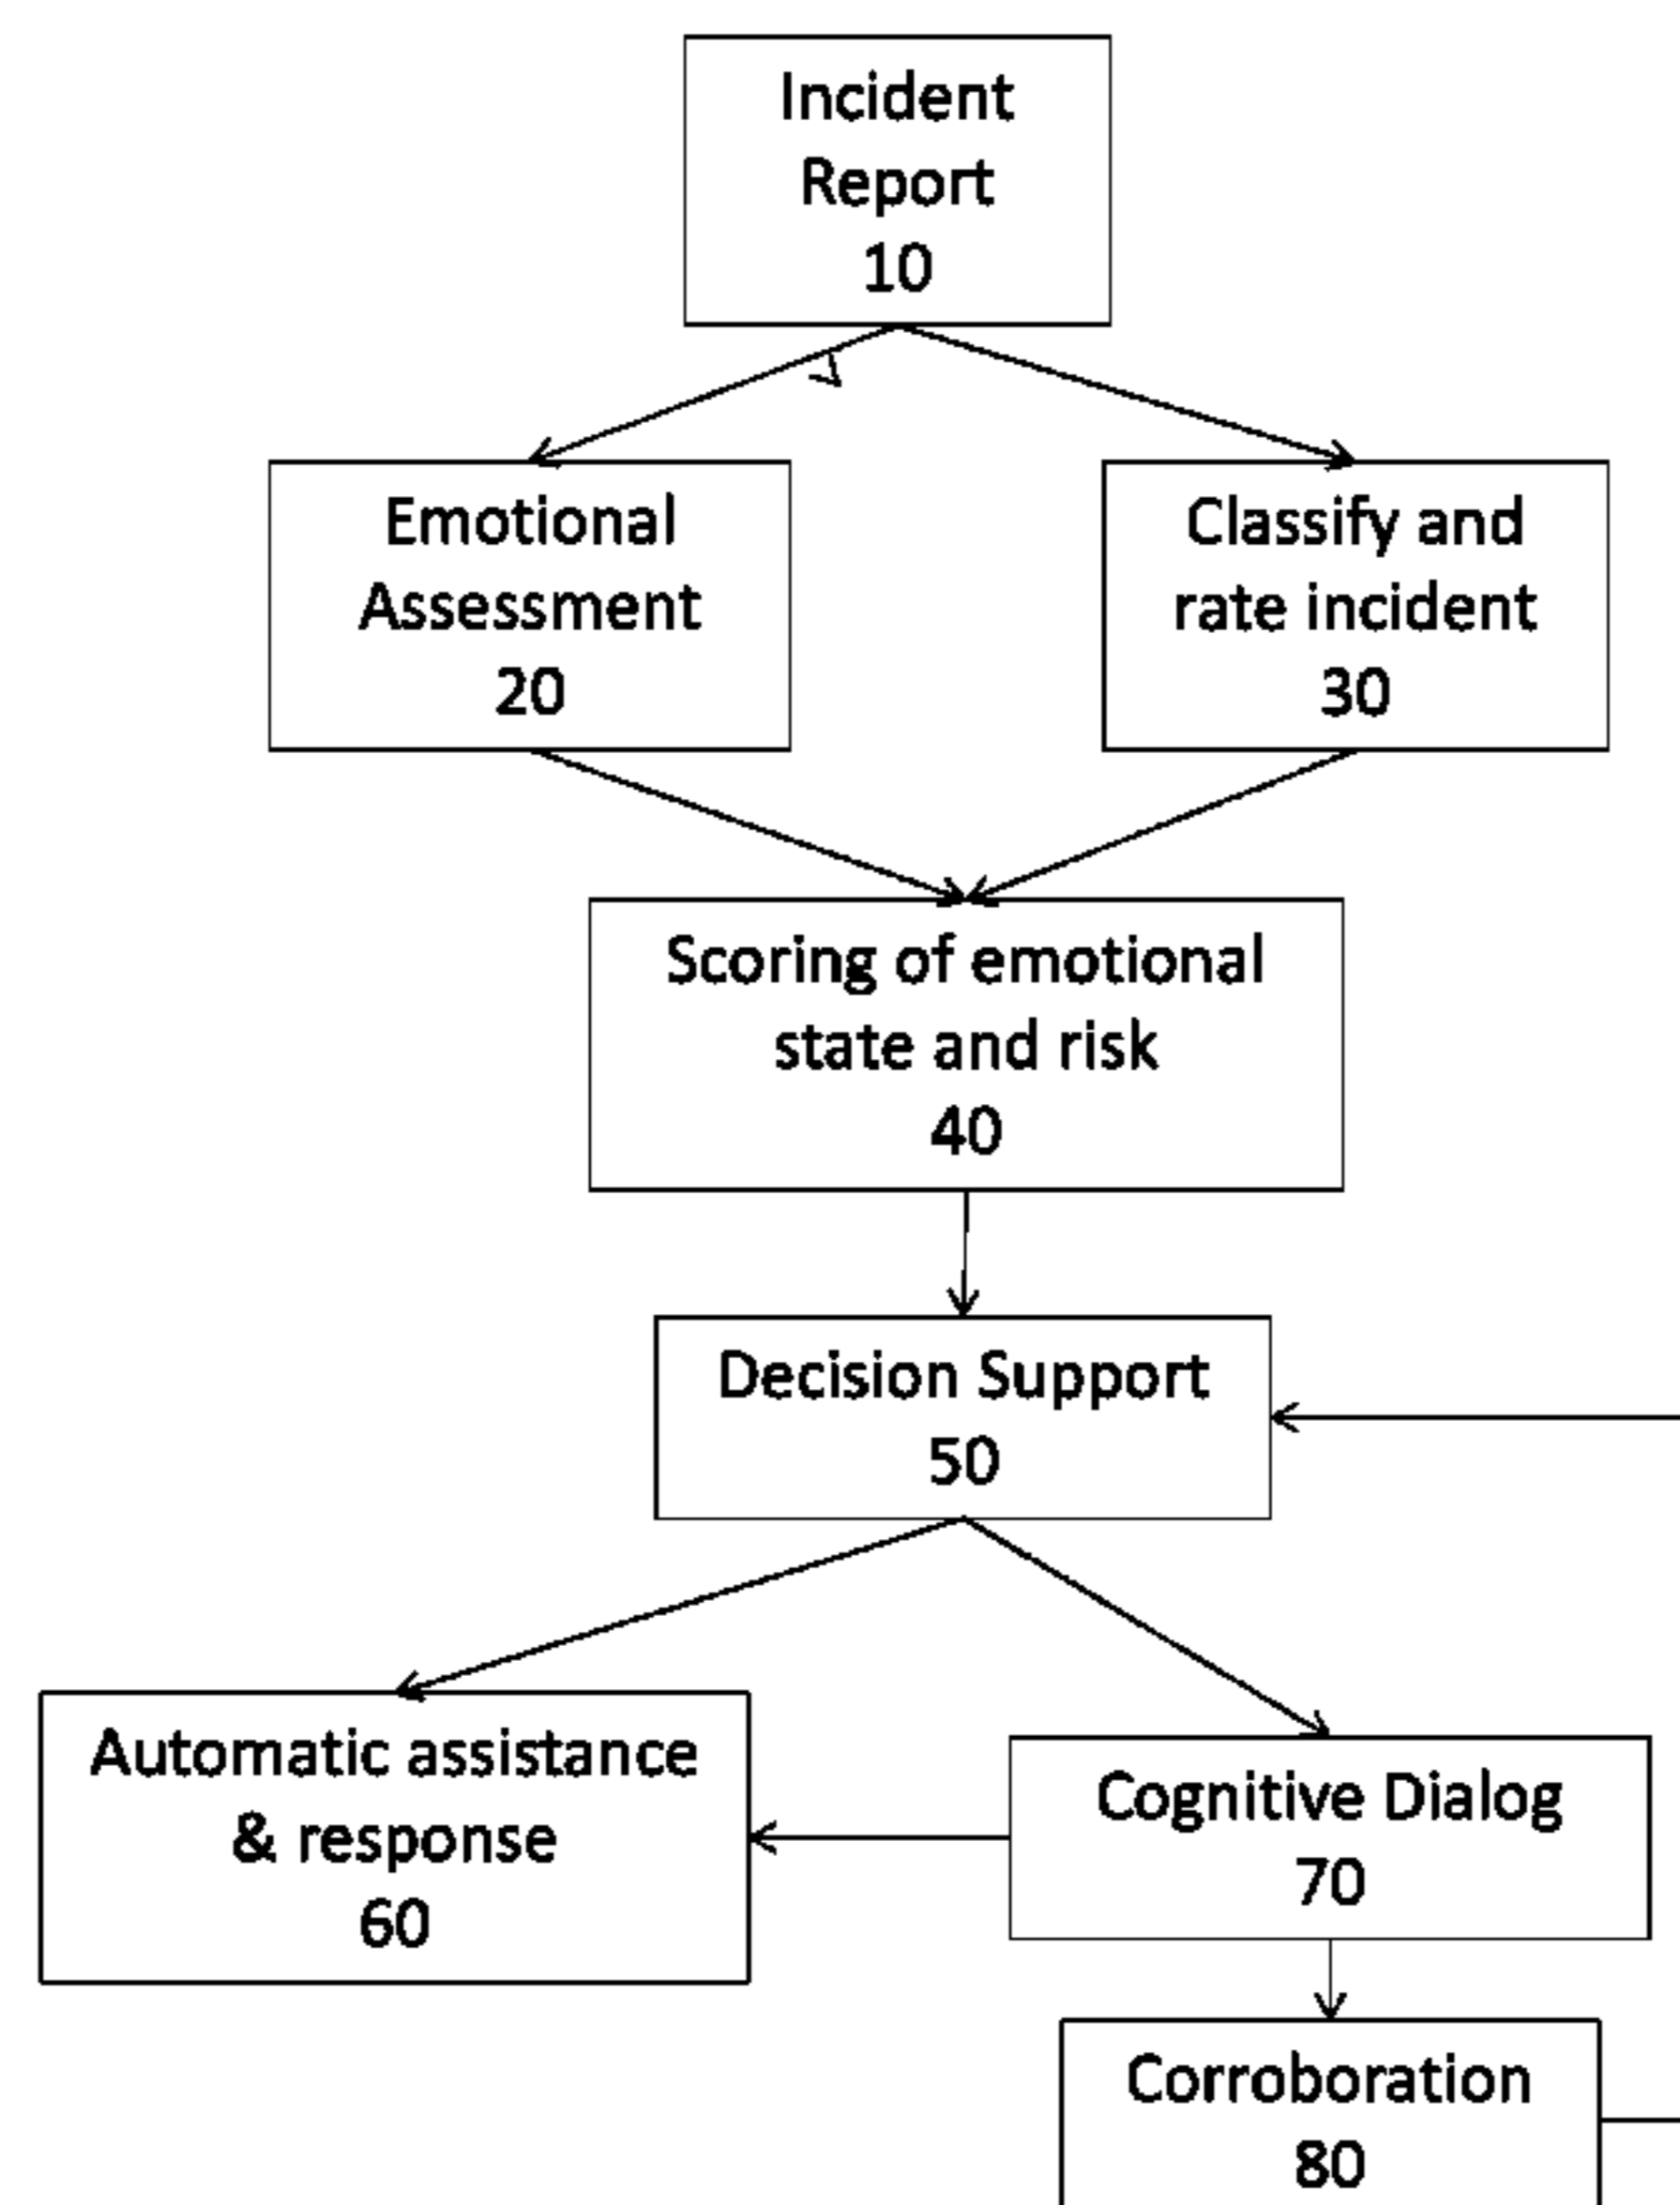 Incident
Report
10
Emotional
Assessment
20
Classify and
rate incident
30
Scoring of emotional
state and risk
40
Decision Support
50
Automatic assistance
& response
60
Cognitive Dialog
70
Corroboration
80